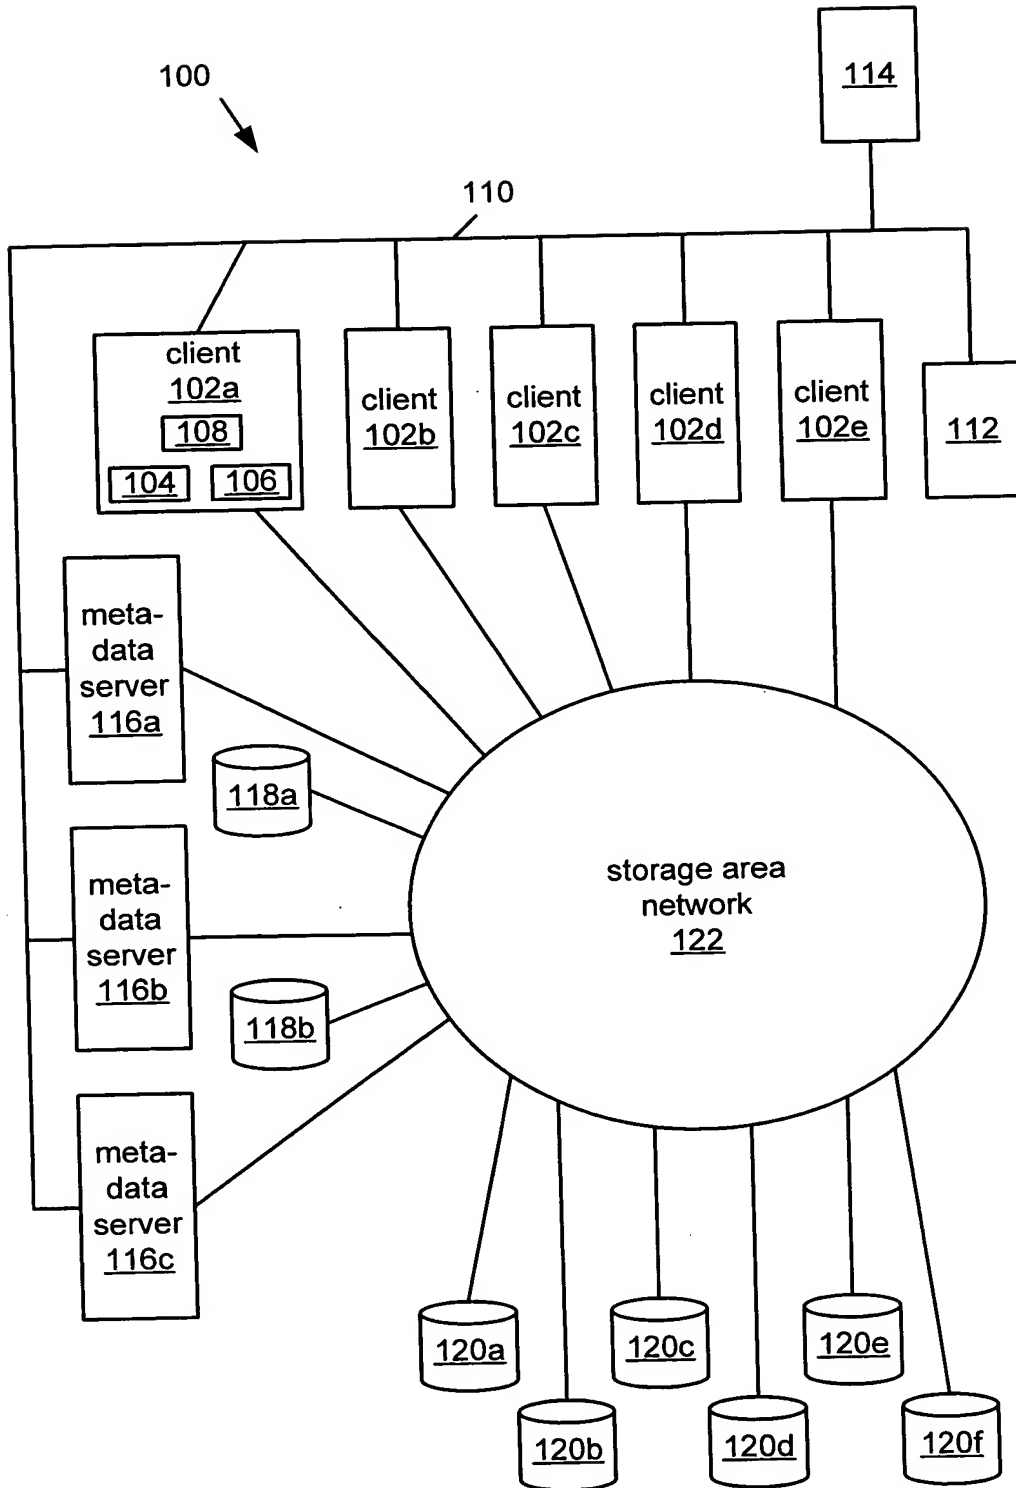 114
100
110
client
102a
108
104
106
client
102b
client
102c
client
102d
client
102e
112
meta-
data
server
116a
118a
meta-
data
server
116b
118b
meta-
data
server
116c
storage area
network
122
120a
120c
120e
120b
120d
120f